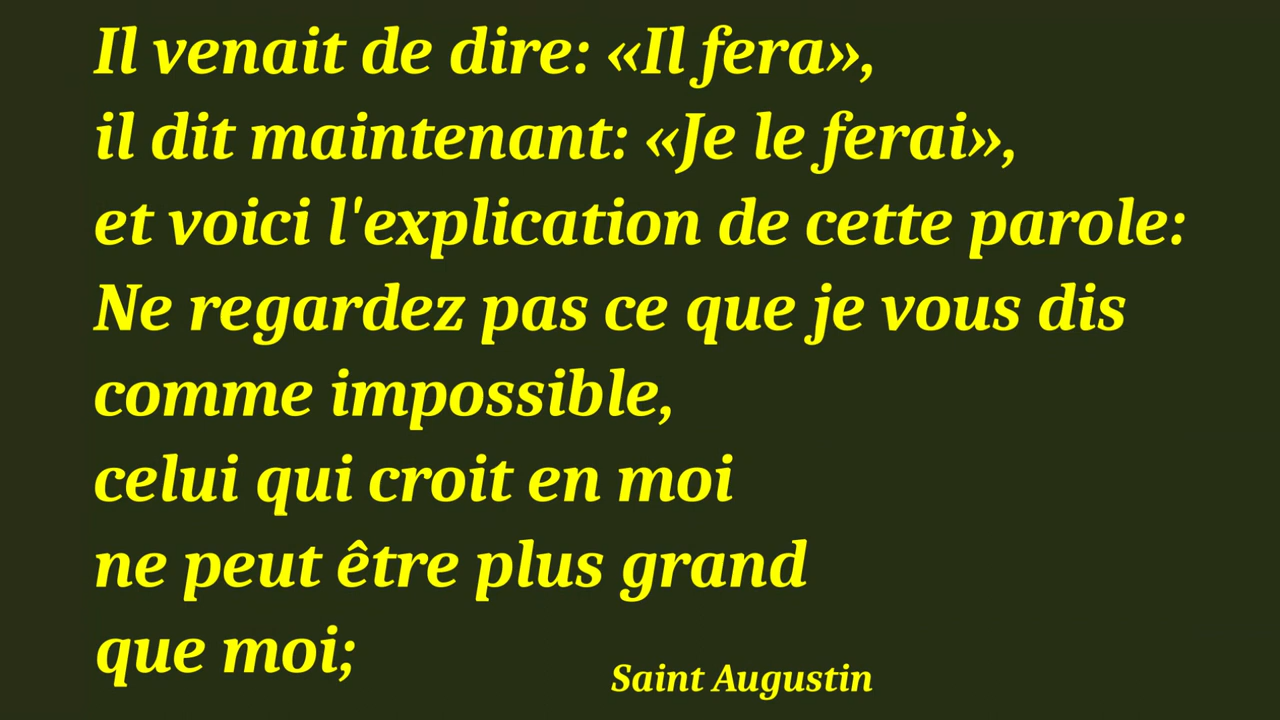 Il venait de dire: «Il fera»,
il dit maintenant: «Je le ferai»,
et voici l'explication de cette parole:
Ne regardez pas ce que je vous dis
comme impossible,
celui qui croit en moi
ne peut être plus grand
que moi;
Saint Augustin